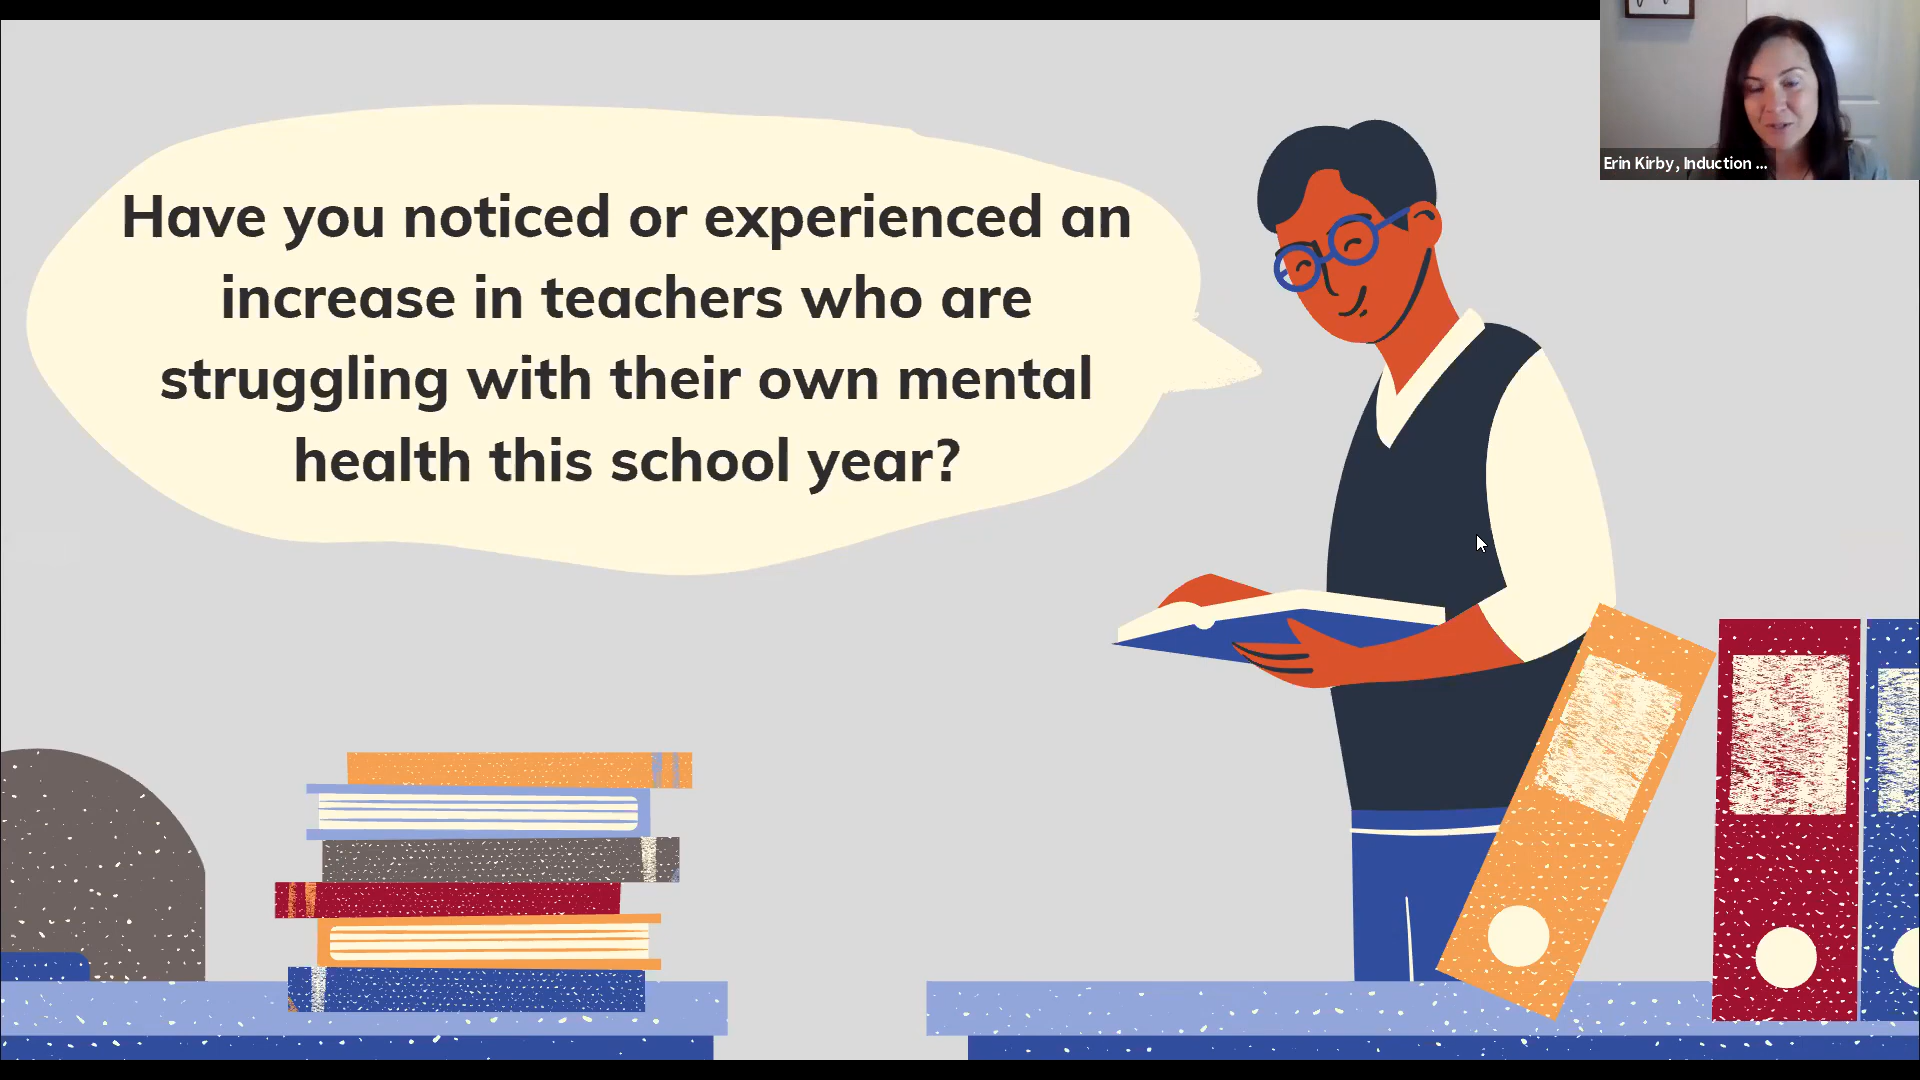 Have you noticed or experienced an
increase in teachers who are
struggling with their own mental
health this school year?
Erin Kirby, Induction ...